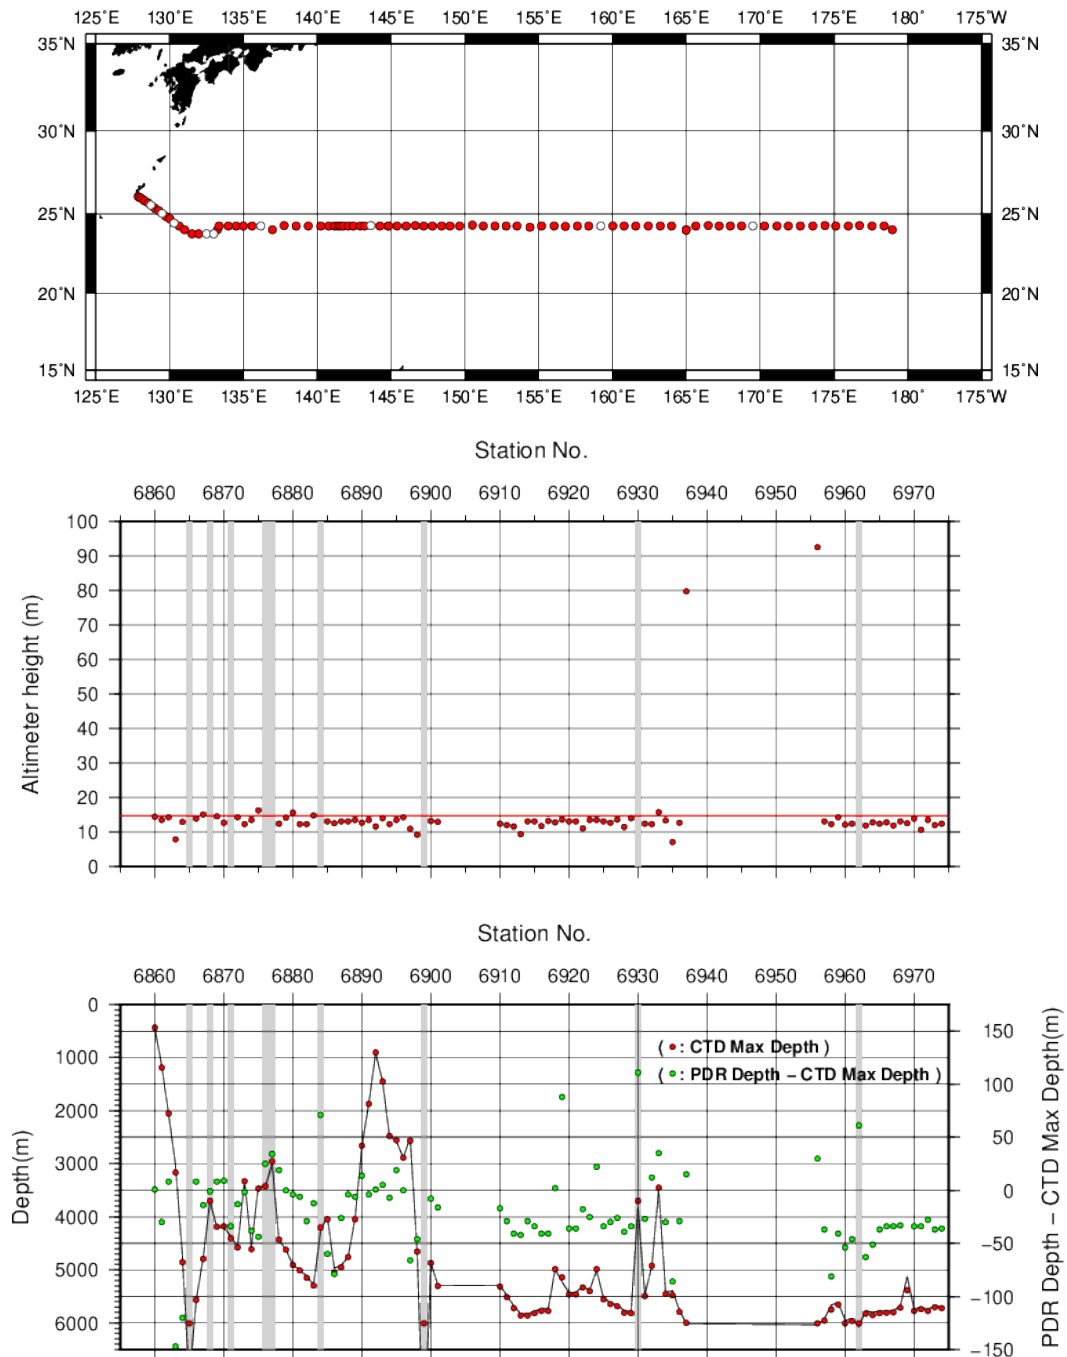 125˚E 130˚E 135˚E 140˚E 145˚E 150˚E 155˚E 160˚E 165˚E 170˚E 175˚E 180˚ 175˚W
35˚N 35˚N
30˚N 30˚N
25˚N 25˚N
20˚N 20˚N
15˚N 15˚N
125˚E 130˚E 135˚E 140˚E 145˚E 150˚E 155˚E 160˚E 165˚E 170˚E 175˚E 180˚ 175˚W
Station No.
6860 6870 6880 6890 6900 6910 6920 6930 6940 6950 6960 6970
Altimeter height (m)
100
90
80
70
60
50
40
30
20
10
0
Station No.
6860 6870 6880 6890 6900 6910 6920 6930 6940 6950 6960 6970
Depth(m)
0
1000
2000
3000
4000
5000
6000
( : CTD Max Depth )
( : PDR Depth − CTD Max Depth )
150
100
50
0
−50
−100
−150
PDR Depth − CTD Max Depth(m)